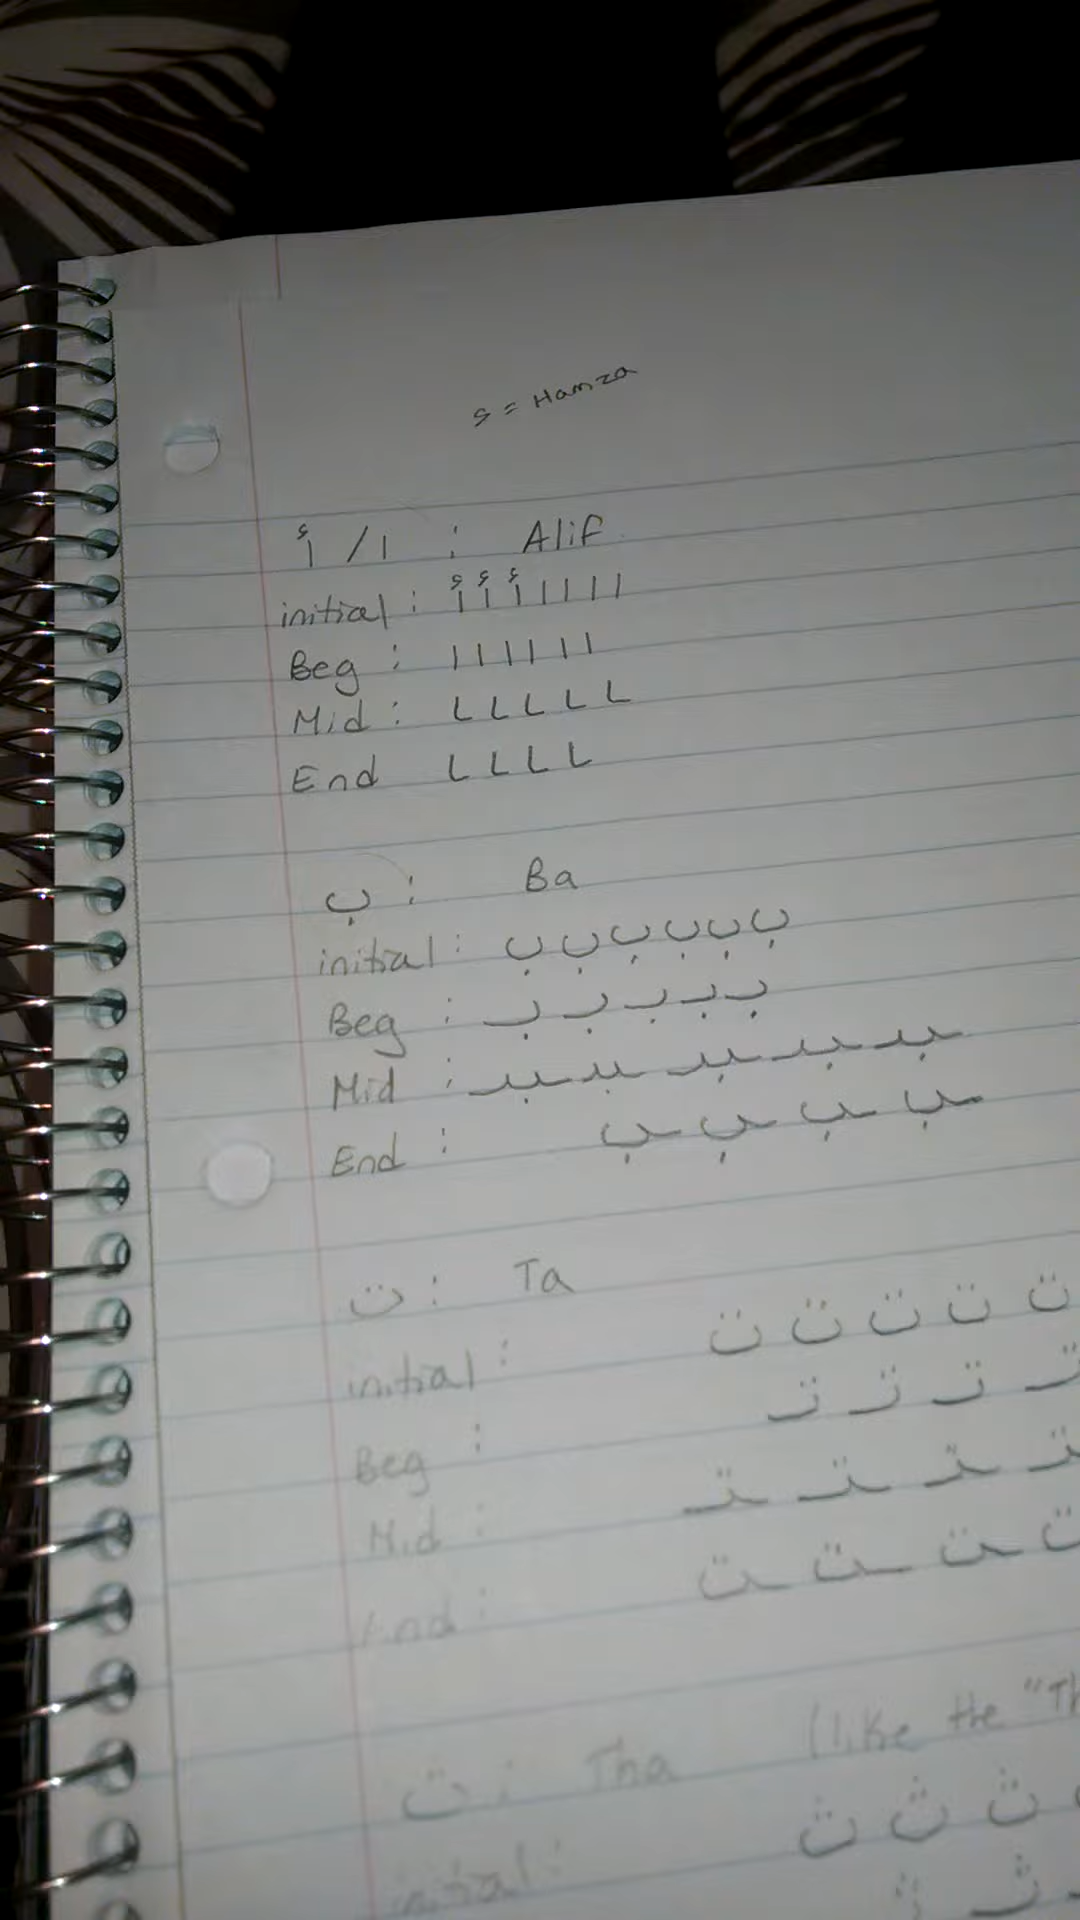 ء = Hamza
أ / ا : Alif
initial : أ أ أ ا ا ا ا
Beg : ا ا ا ا ا ا
Mid : ـا ـا ـا ـا ـا
End ـا ـا ـا ـا
ب : Ba
initial : ب ب ب ب ب ب
Beg : بـ بـ بـ بـ بـ
Mid : ـبـ ـبـ ـبـ ـبـ ـبـ
End : ـب ـب ـب ـب
ت : Ta
initial : ت ت ت ت ت
Beg : تـ تـ تـ تـ
Mid : ـتـ ـتـ ـتـ ـتـ
End : ـت ـت ـت ـت
ث : Tha (like the "Th
initial : ث ث ث